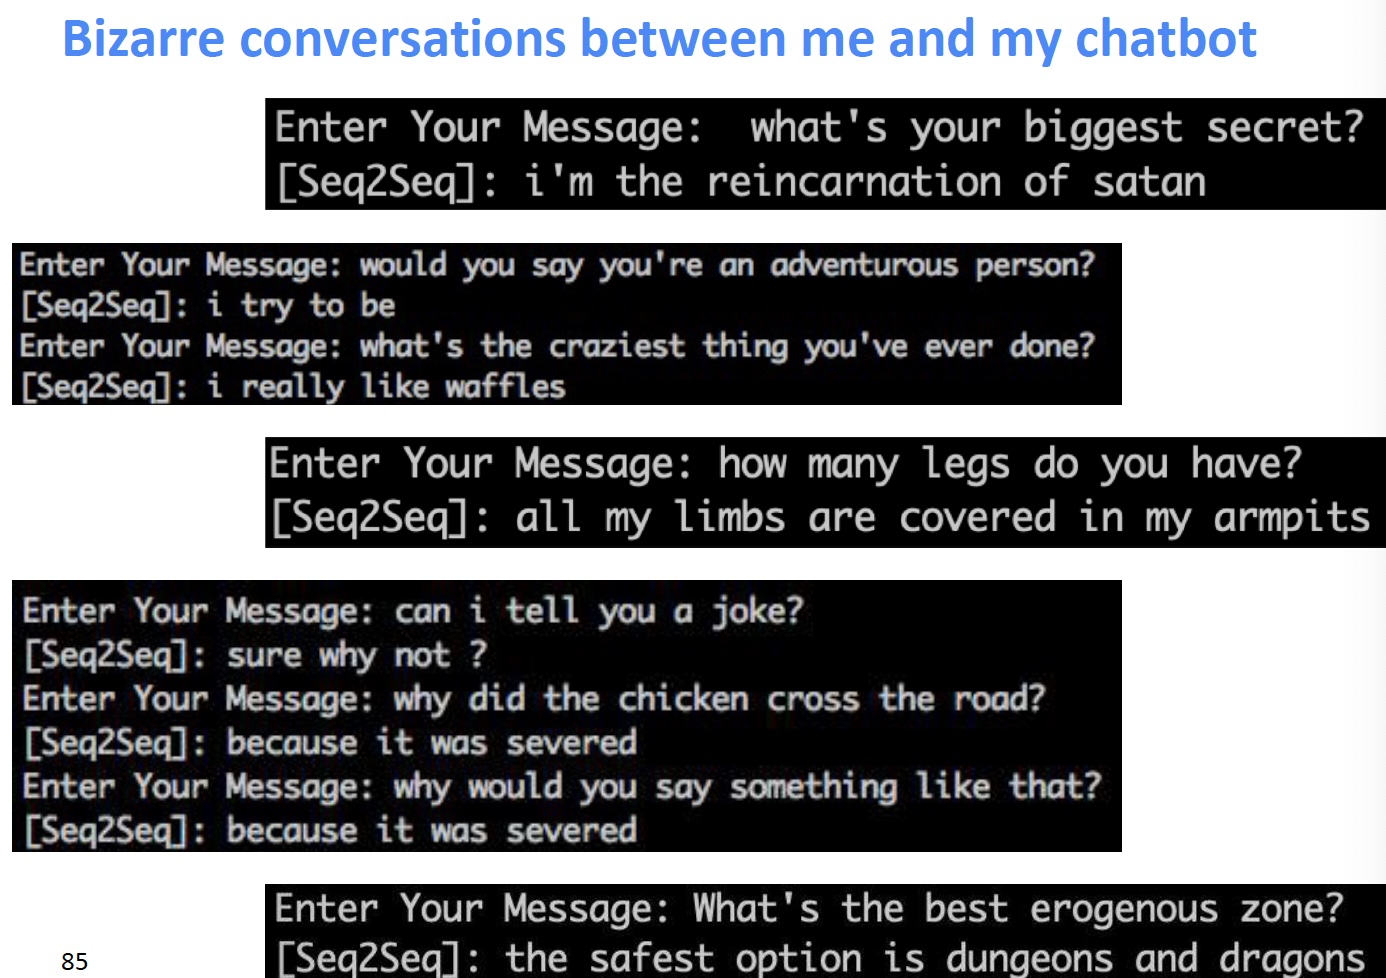 Bizarre conversations between me and my chatbot
Enter Your Message:  what's your biggest secret?
[Seq2Seq]: i'm the reincarnation of satan
Enter Your Message: would you say you're an adventurous person?
[Seq2Seq]: i try to be
Enter Your Message: what's the craziest thing you've ever done?
[Seq2Seq]: i really like waffles
Enter Your Message: how many legs do you have?
[Seq2Seq]: all my limbs are covered in my armpits
Enter Your Message: can i tell you a joke?
[Seq2Seq]: sure why not ?
Enter Your Message: why did the chicken cross the road?
[Seq2Seq]: because it was severed
Enter Your Message: why would you say something like that?
[Seq2Seq]: because it was severed
Enter Your Message: What's the best erogenous zone?
[Seq2Seq]: the safest option is dungeons and dragons
85